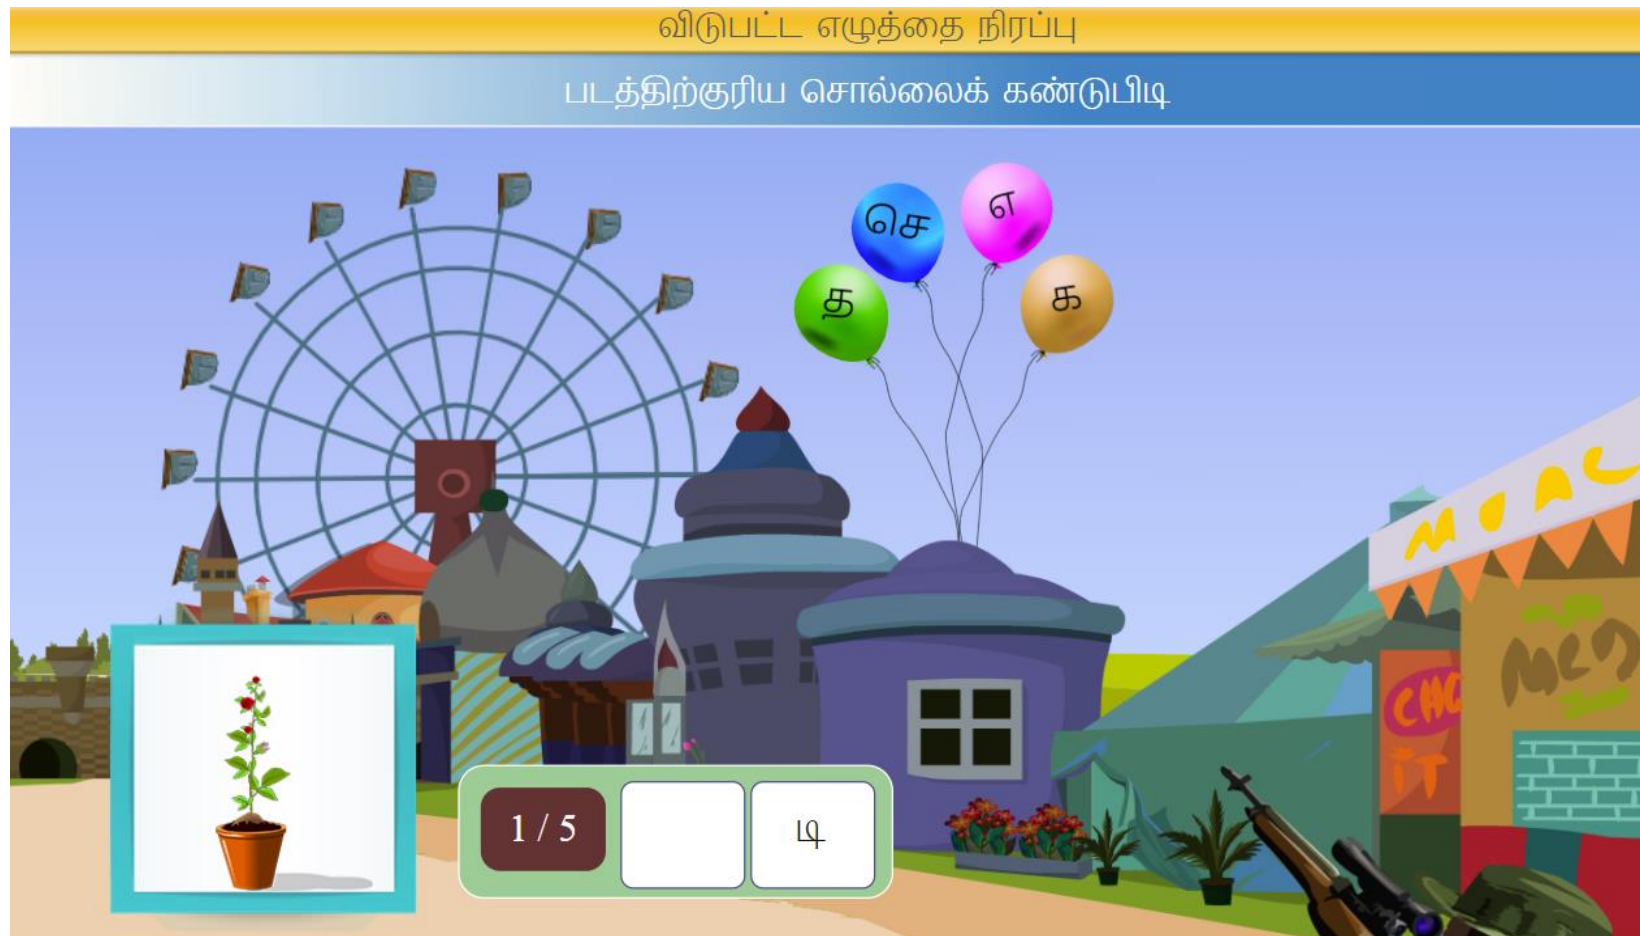 விடுபட்ட எழுத்தை நிரப்பு
படத்திற்குரிய சொல்லைக் கண்டுபிடி
செ
எ
த
க
1 / 5
டி